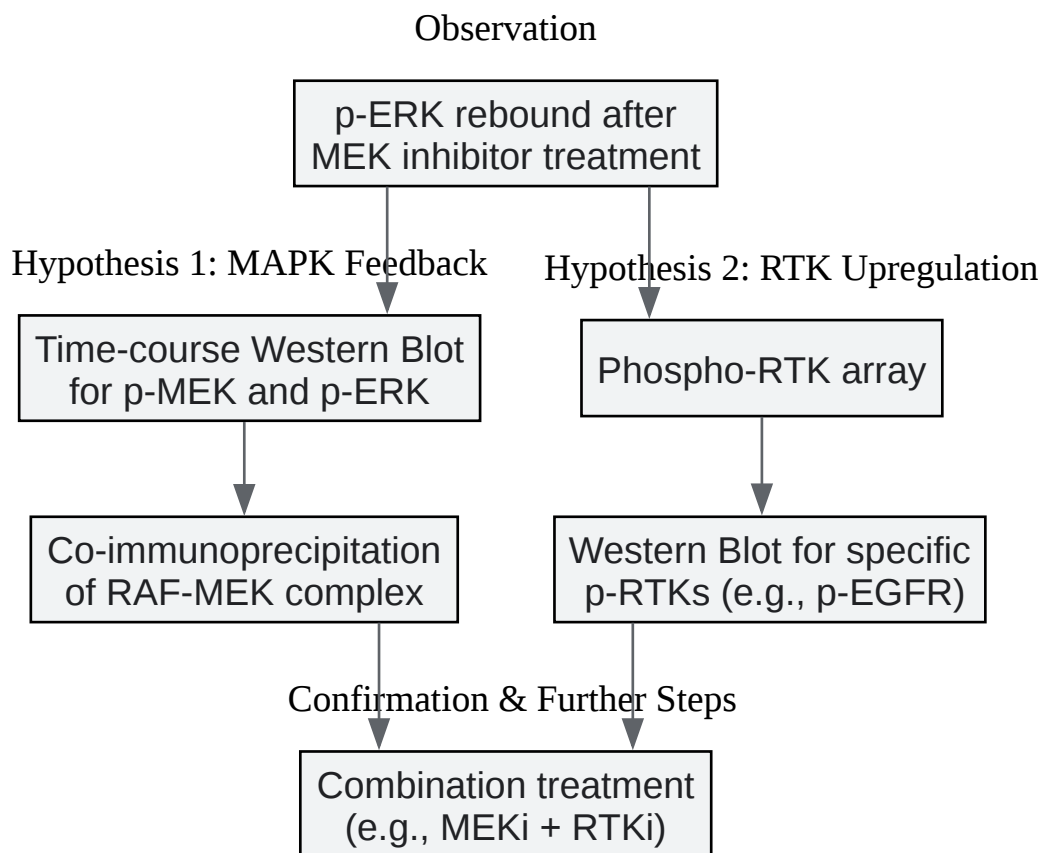 Observation
p-ERK rebound after
MEK inhibitor treatment
Hypothesis 1: MAPK Feedback
Hypothesis 2: RTK Upregulation
Time-course Western Blot
for p-MEK and p-ERK
Phospho-RTK array
Co-immunoprecipitation
of RAF-MEK complex
Western Blot for specific
p-RTKs (e.g., p-EGFR)
Confirmation & Further Steps
Combination treatment
(e.g., MEKi + RTKi)